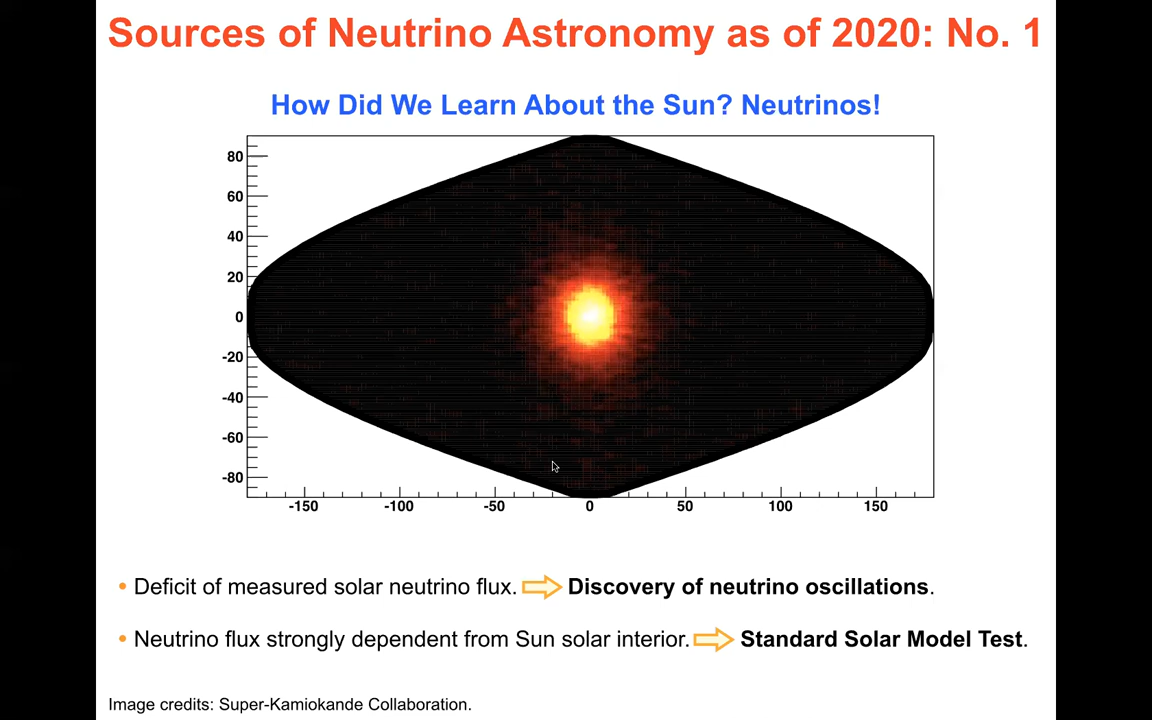 Sources of Neutrino Astronomy as of 2020: No. 1
How Did We Learn About the Sun? Neutrinos!
80
60
40
20
0
-20
-40
-60
-80
-150 -100 -50 0 50 100 150
• Deficit of measured solar neutrino flux. Discovery of neutrino oscillations.
• Neutrino flux strongly dependent from Sun solar interior. Standard Solar Model Test.
Image credits: Super-Kamiokande Collaboration.